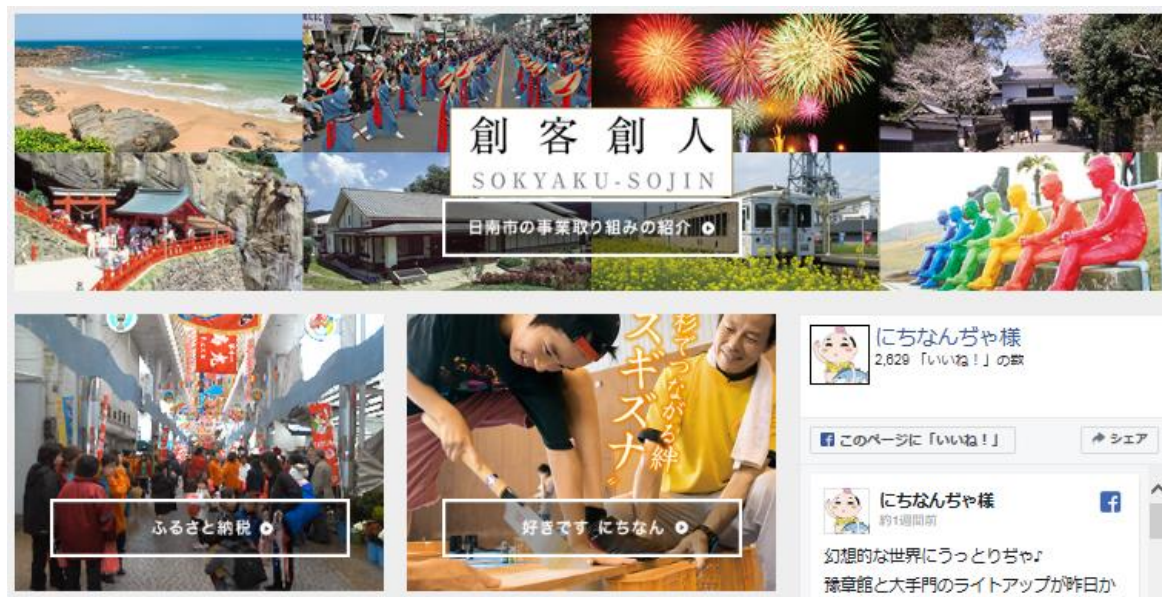 創客創人
SOKYAKU-SOJIN
日南市の事業取り組みの紹介
ふるさと納税
杉でつながる絆
スギズナ
好きです にちなん
にちなんぢゃ様
2,629 「いいね！」の数
このページに「いいね！」
シェア
にちなんぢゃ様
約1週間前
幻想的な世界にうっとりぢゃ♪
豫章館と大手門のライトアップが昨日か